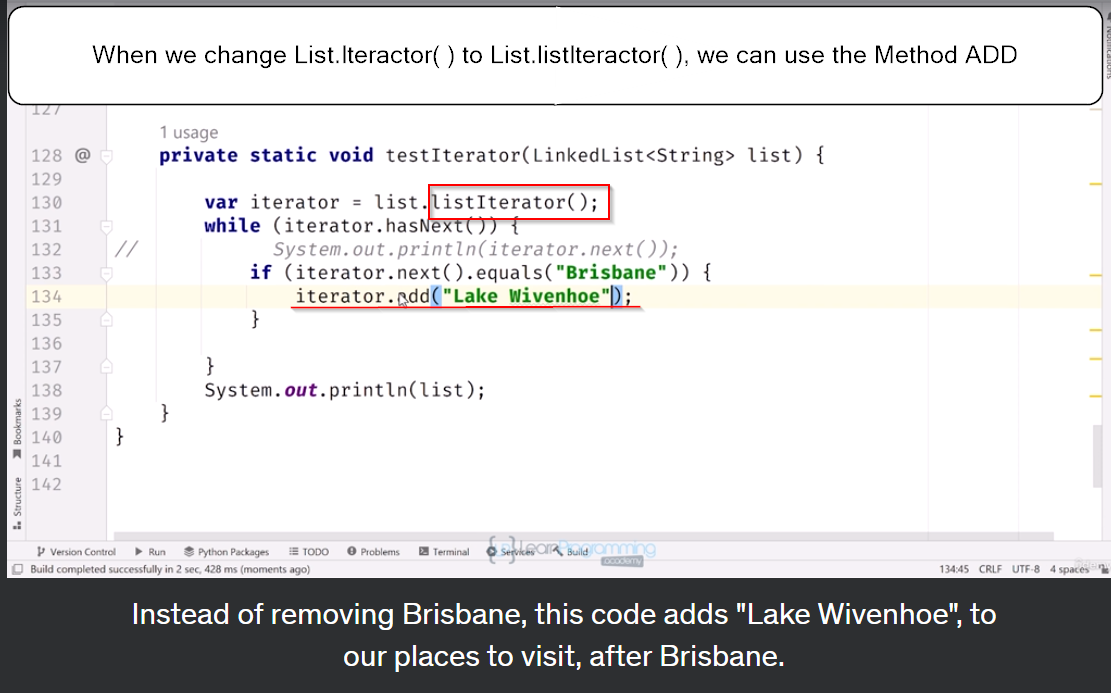 When we change List.Iteractor( ) to List.listIteractor( ), we can use the Method ADD
Notifications
127
1 usage
128 @ private static void testIterator(LinkedList<String> list) {
129
130 var iterator = list.listIterator();
131 while (iterator.hasNext()) {
132 // System.out.println(iterator.next());
133 if (iterator.next().equals("Brisbane")) {
134 iterator.add("Lake Wivenhoe");
135 }
136
137 }
138 System.out.println(list);
139 }
140 }
141
142
Bookmarks
Structure
Version Control Run Python Packages TODO Problems Terminal Services Build
LearnProgramming
academy
Build completed successfully in 2 sec, 428 ms (moments ago) 134:45 CRLF UTF-8 4 spaces
Instead of removing Brisbane, this code adds "Lake Wivenhoe", to
our places to visit, after Brisbane.